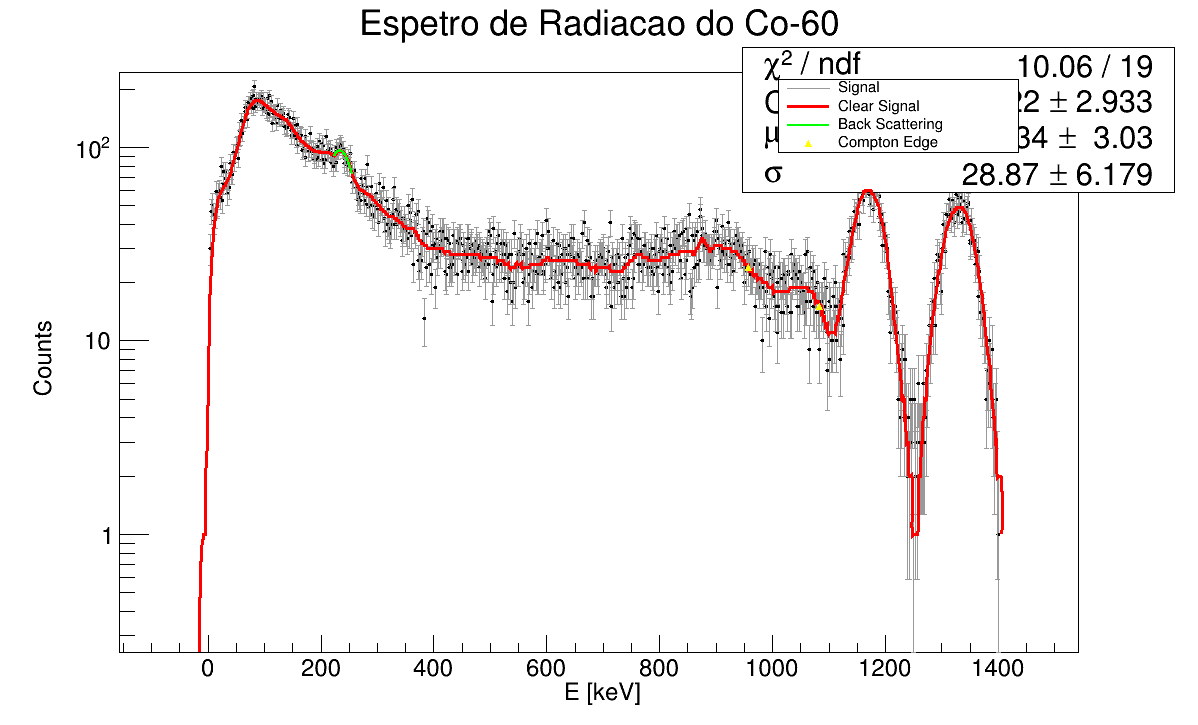 Espetro de Radiacao do Co-60
χ² / ndf 10.06 / 19
22 ± 2.933
μ 34 ± 3.03
σ 28.87 ± 6.179
Signal
Clear Signal
Back Scattering
Compton Edge
Counts
10²
10
1
0 200 400 600 800 1000 1200 1400
E [keV]